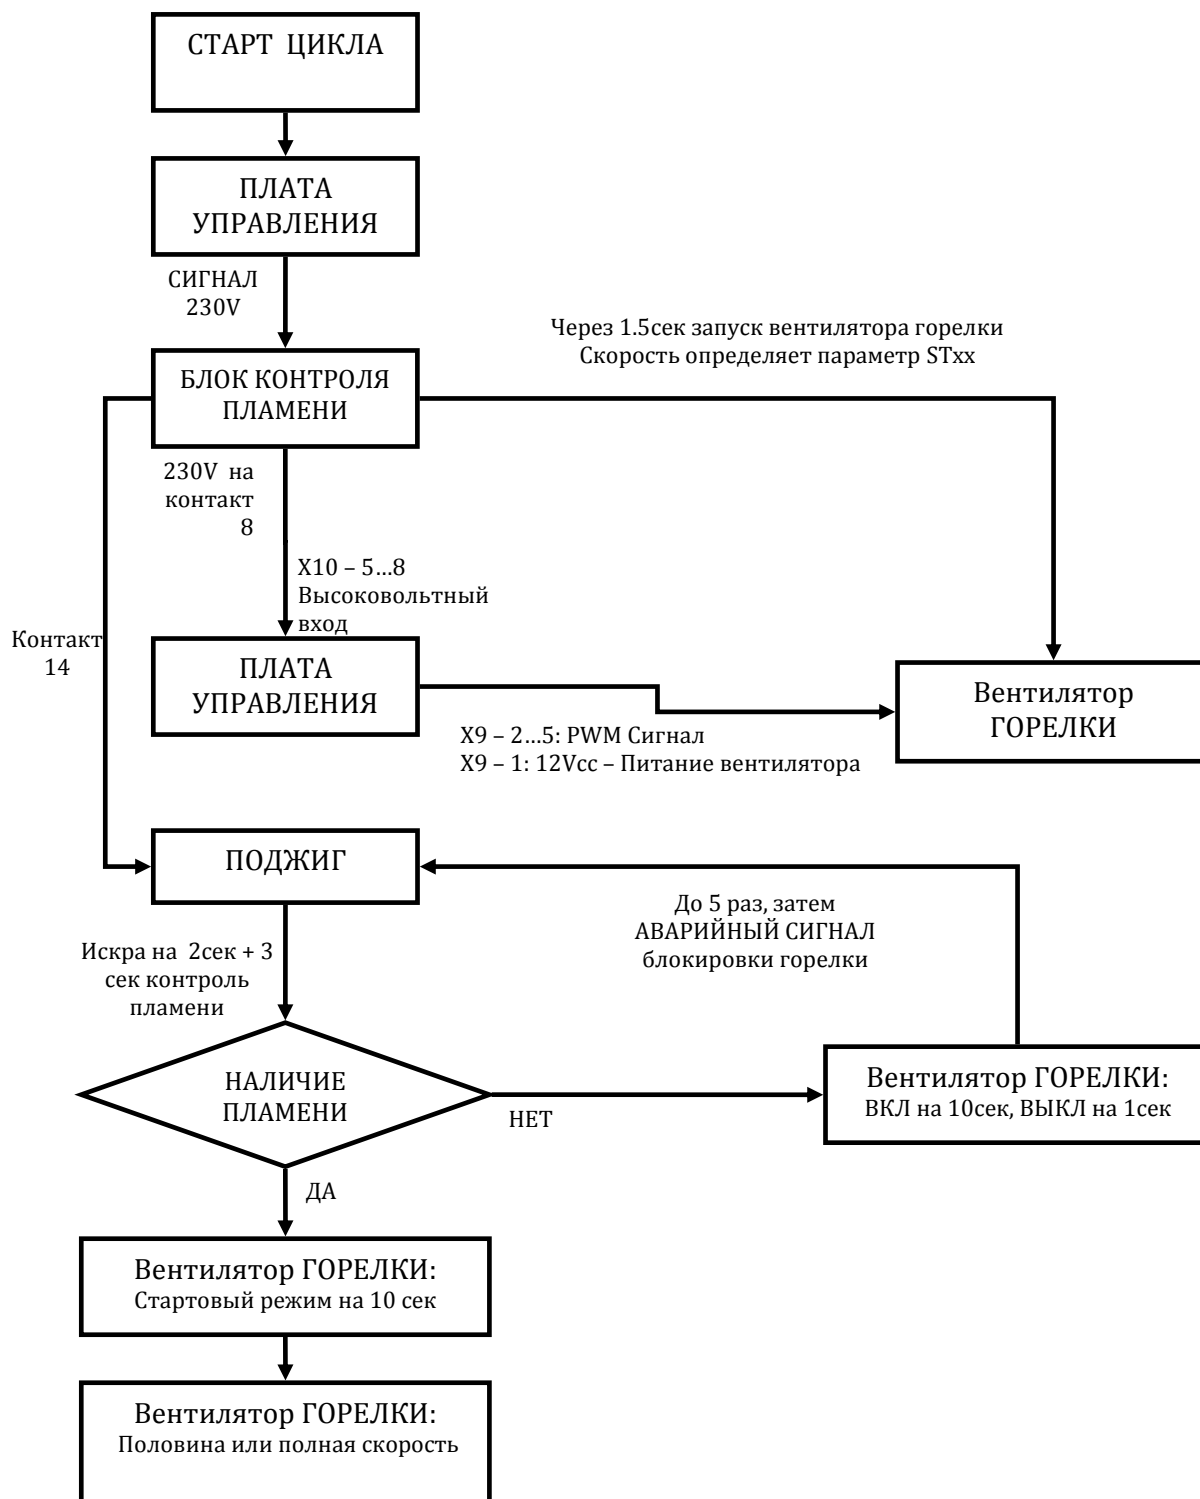 СТАРТ ЦИКЛА
ПЛАТА
УПРАВЛЕНИЯ
СИГНАЛ
230V
Через 1.5сек запуск вентилятора горелки
Скорость определяет параметр STxx
БЛОК КОНТРОЛЯ
ПЛАМЕНИ
230V на
контакт
8
X10 – 5...8
Высоковольтный
вход
Контакт
14
ПЛАТА
УПРАВЛЕНИЯ
Вентилятор
ГОРЕЛКИ
X9 – 2...5: PWM Сигнал
X9 – 1: 12Vcc – Питание вентилятора
ПОДЖИГ
До 5 раз, затем
АВАРИЙНЫЙ СИГНАЛ
блокировки горелки
Искра на 2сек + 3
сек контроль
пламени
НАЛИЧИЕ
ПЛАМЕНИ
НЕТ
Вентилятор ГОРЕЛКИ:
ВКЛ на 10сек, ВЫКЛ на 1сек
ДА
Вентилятор ГОРЕЛКИ:
Стартовый режим на 10 сек
Вентилятор ГОРЕЛКИ:
Половина или полная скорость